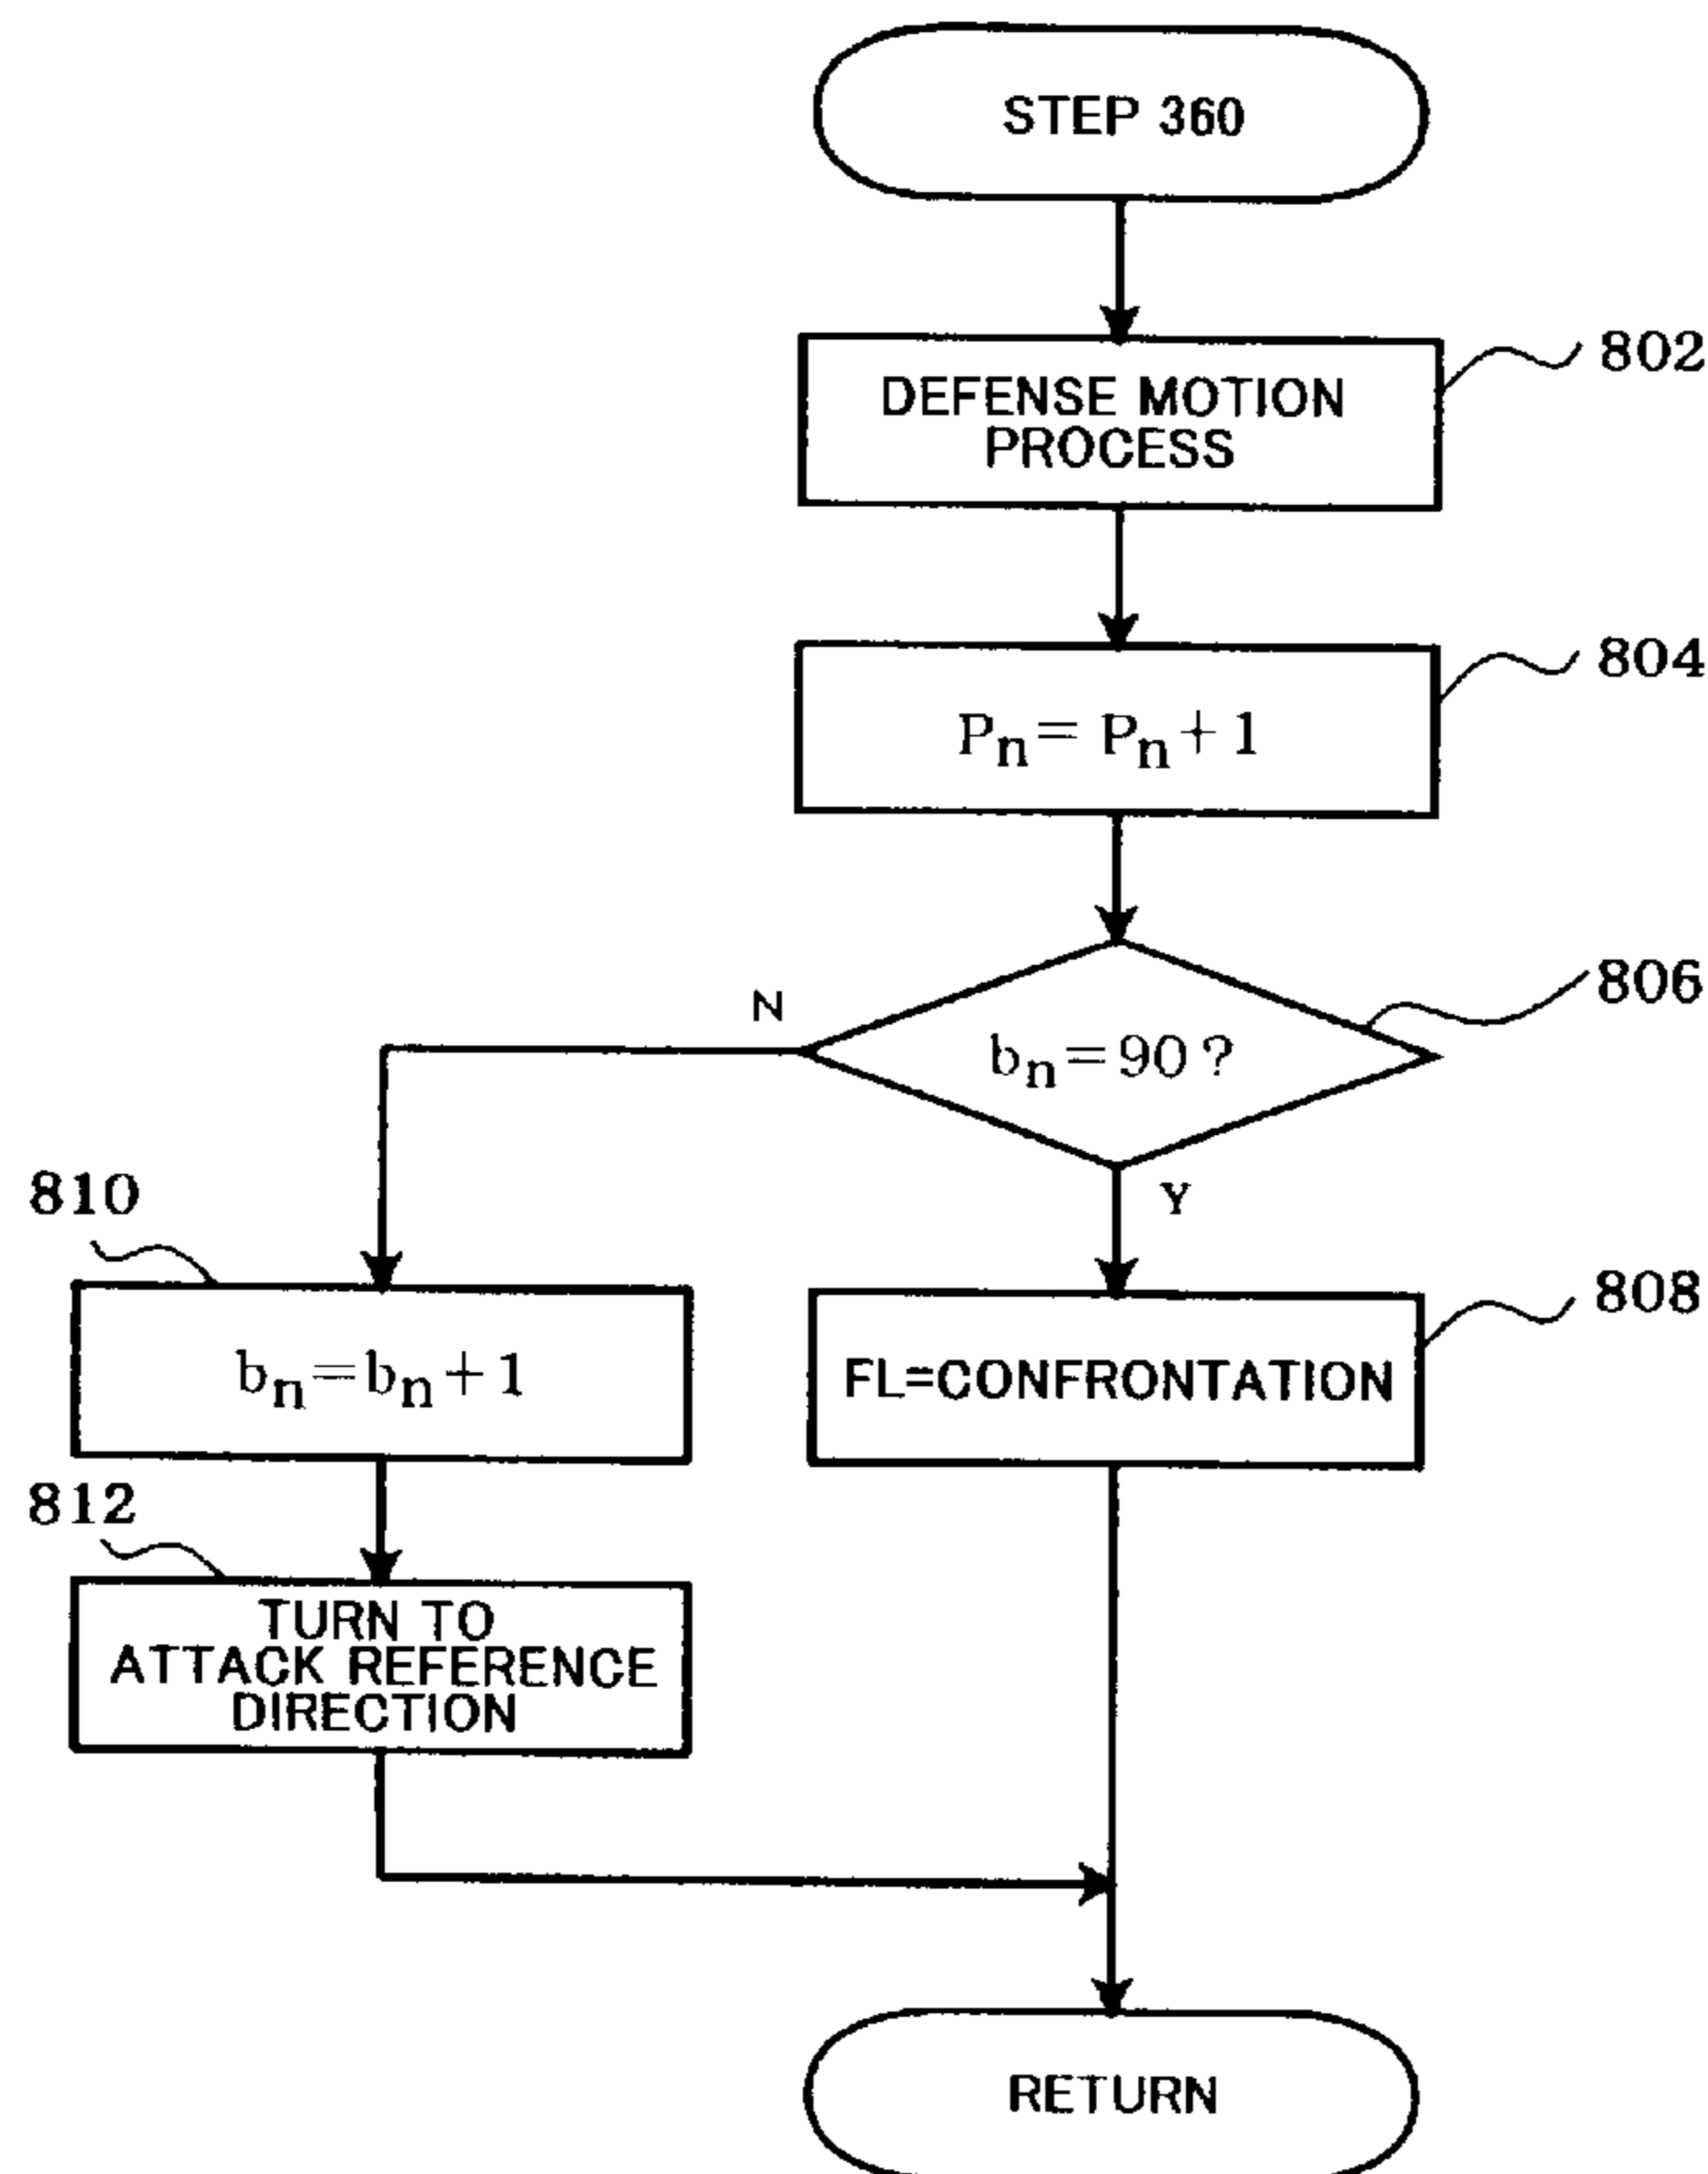 STEP 360
802
DEFENSE MOTION
PROCESS
804
Pn= Pn+1
806
N
bn=90?
Y
810
bn=bn+1
808
FL=CONFRONTATION
812
TURN TO
ATTACK REFERENCE
DIRECTION
RETURN